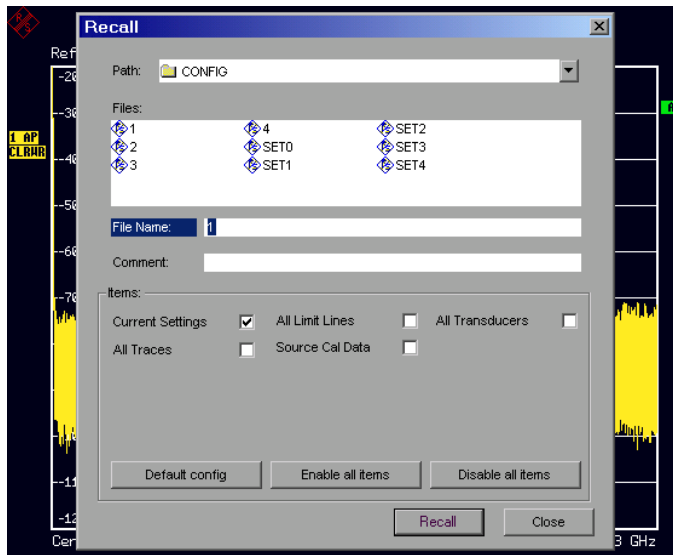 Recall
R S
Ref
Path: CONFIG
-20
Files:
--30
1 4 SET2
1 AP
CLRWR
2 SET0 SET3
--40
3 SET1 SET4
--50
File Name: 1
--60
Comment:
Items:
--70
Current Settings All Limit Lines All Transducers
All Traces Source Cal Data
Default config Enable all items Disable all items
--11
-12
Recall Close
Cen 3 GHz